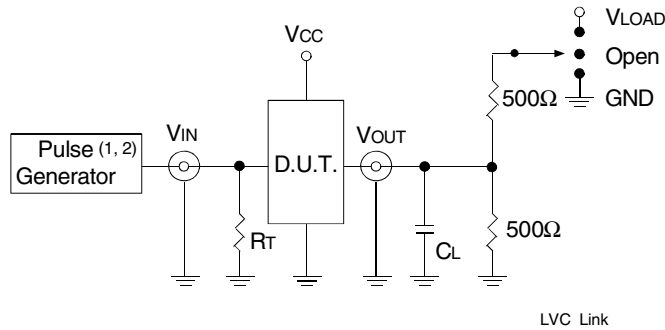 VLOAD
VCC
Open
500Ω
GND
VIN
VOUT
Pulse (1, 2)
Generator
D.U.T.
RT
CL
500Ω
LVC Link